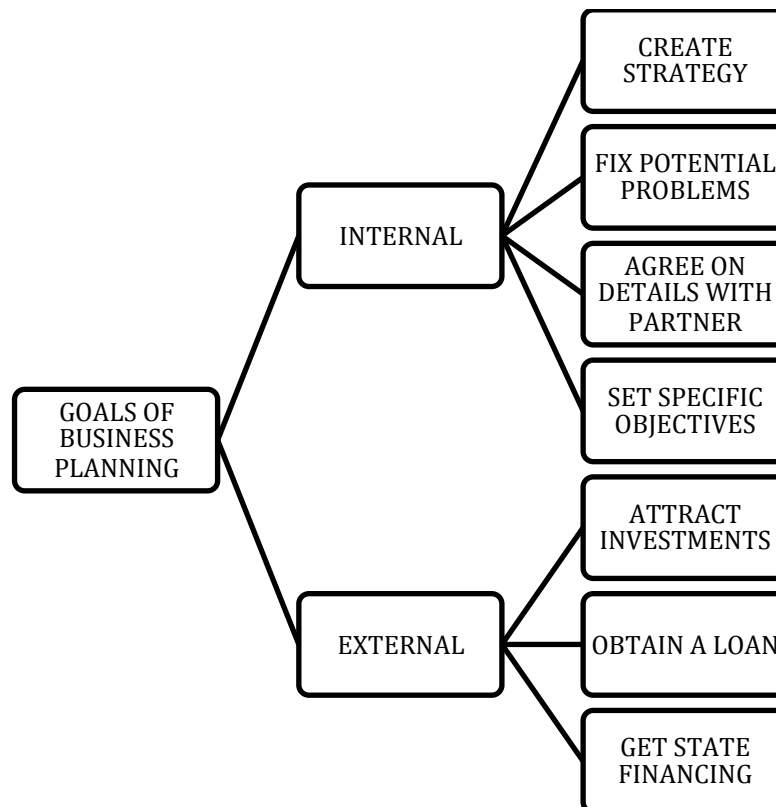 CREATE
STRATEGY
FIX POTENTIAL
PROBLEMS
INTERNAL
AGREE ON
DETAILS WITH
PARTNER
SET SPECIFIC
OBJECTIVES
GOALS OF
BUSINESS
PLANNING
ATTRACT
INVESTMENTS
EXTERNAL
OBTAIN A LOAN
GET STATE
FINANCING